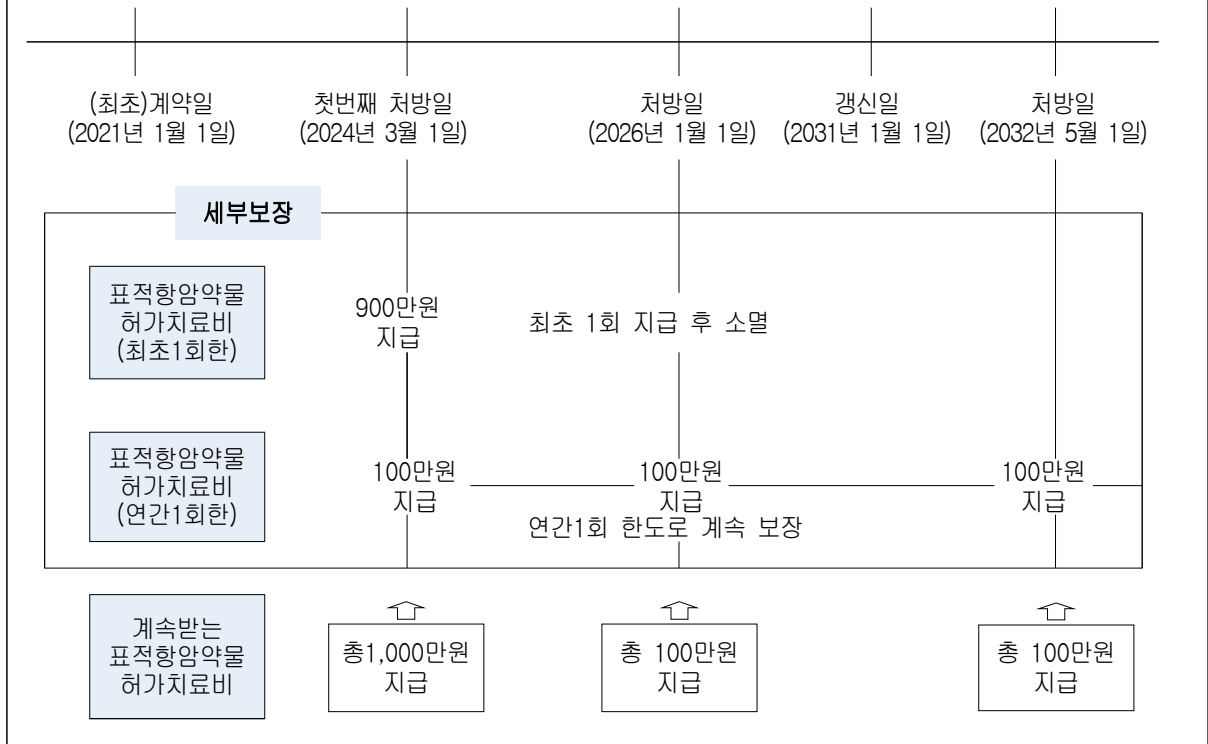 (최초)계약일
(2021년 1월 1일)
첫번째 처방일
(2024년 3월 1일)
처방일
(2026년 1월 1일)
갱신일
(2031년 1월 1일)
처방일
(2032년 5월 1일)
세부보장
표적항암약물
허가치료비
(최초1회한)
900만원
지급
최초 1회 지급 후 소멸
표적항암약물
허가치료비
(연간1회한)
100만원
지급
100만원
지급
100만원
지급
연간1회 한도로 계속 보장
계속받는
표적항암약물
허가치료비
총1,000만원
지급
총 100만원
지급
총 100만원
지급